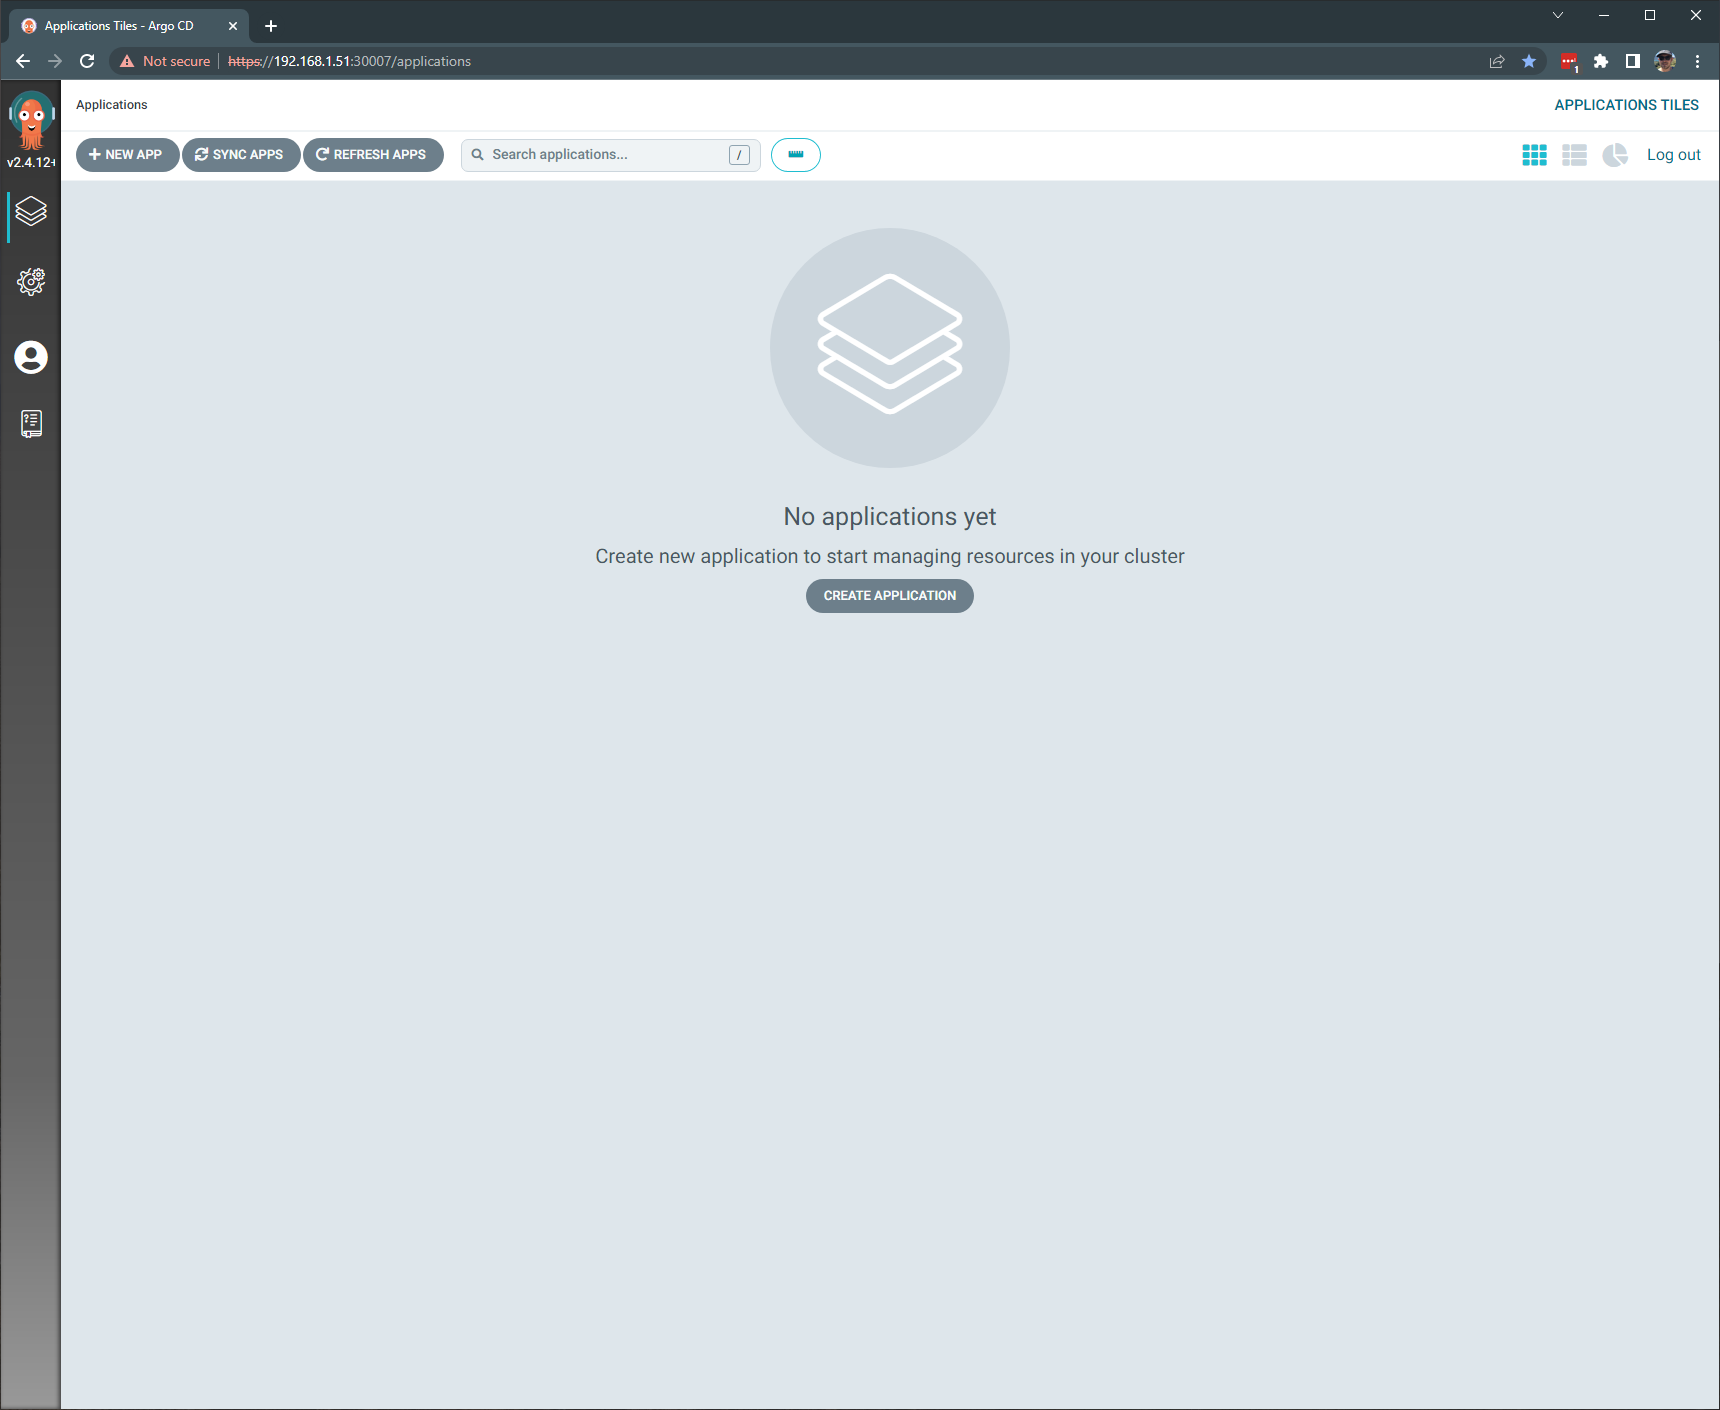 Applications Tiles - Argo CD
Not secure https://192.168.1.51:30007/applications
1
v2.4.12+
Applications
APPLICATIONS TILES
NEW APP SYNC APPS REFRESH APPS Search applications... / Log out
No applications yet
Create new application to start managing resources in your cluster
CREATE APPLICATION